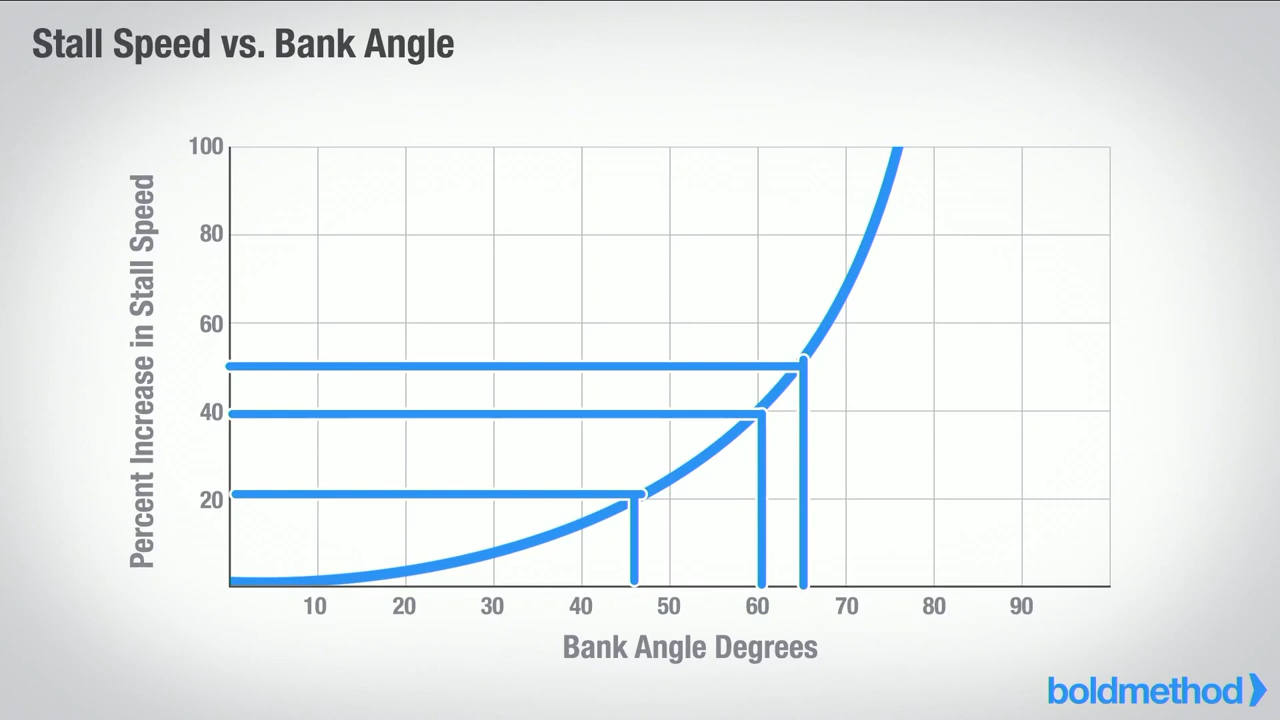 Stall Speed vs. Bank Angle
Percent Increase in Stall Speed
100
80
60
40
20
10 20 30 40 50 60 70 80 90
Bank Angle Degrees
boldmethod